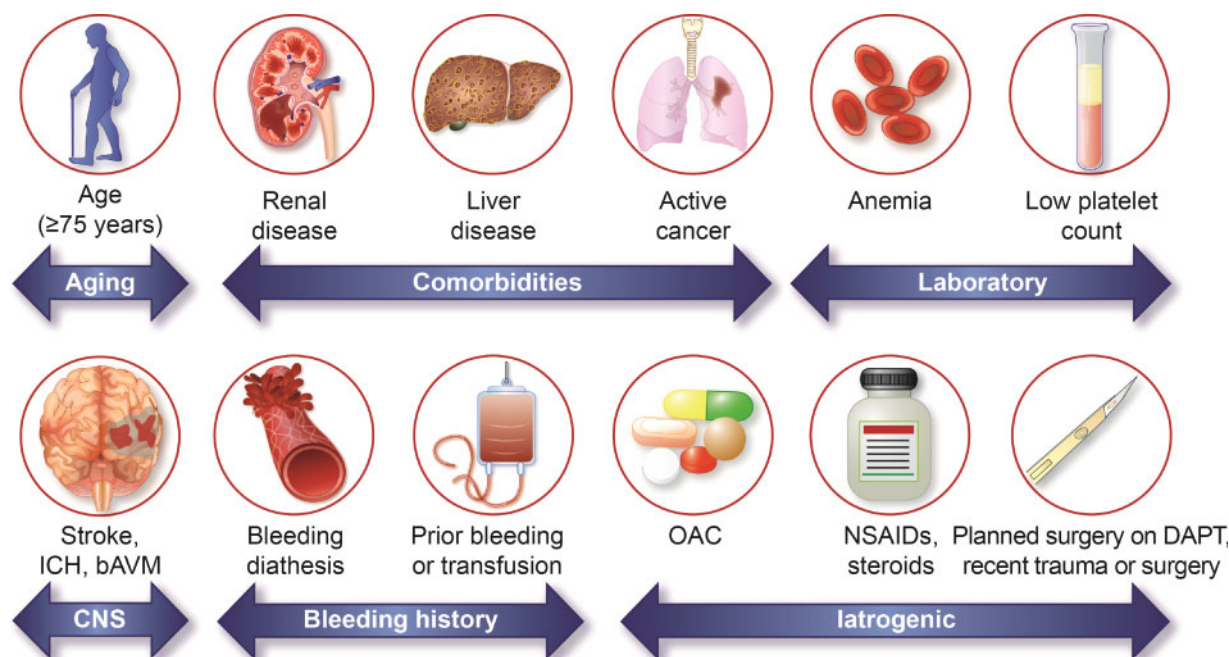 Age
(≥75 years)
Renal
disease
Liver
disease
Active
cancer
Anemia
Low platelet
count
Aging
Comorbidities
Laboratory
Stroke,
ICH, bAVM
Bleeding
diathesis
Prior bleeding
or transfusion
OAC
NSAIDs,
steroids
Planned surgery on DAPT,
recent trauma or surgery
CNS
Bleeding history
Iatrogenic